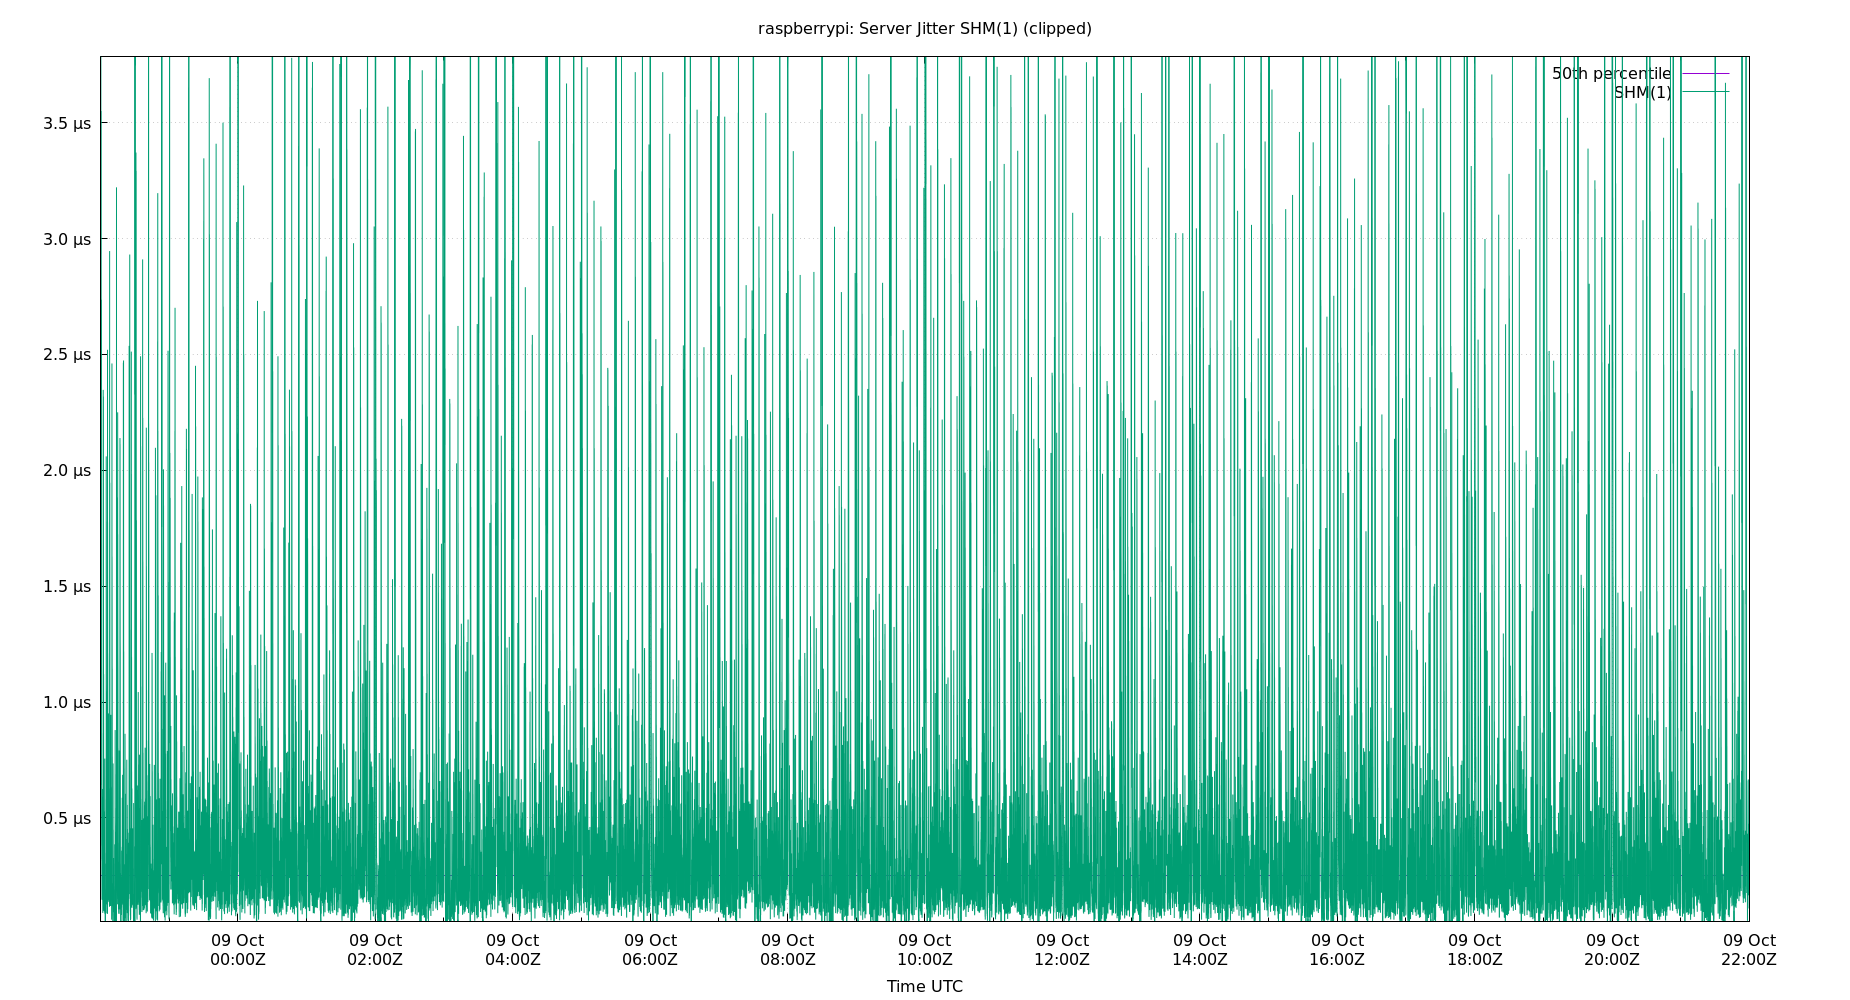 raspberrypi: Server Jitter SHM(1) (clipped)
50th percentile
SHM(1)
3.5 µs
3.0 µs
2.5 µs
2.0 µs
1.5 µs
1.0 µs
0.5 µs
09 Oct 09 Oct 09 Oct 09 Oct 09 Oct 09 Oct 09 Oct 09 Oct 09 Oct 09 Oct 09 Oct 09 Oct
00:00Z 02:00Z 04:00Z 06:00Z 08:00Z 10:00Z 12:00Z 14:00Z 16:00Z 18:00Z 20:00Z 22:00Z
Time UTC